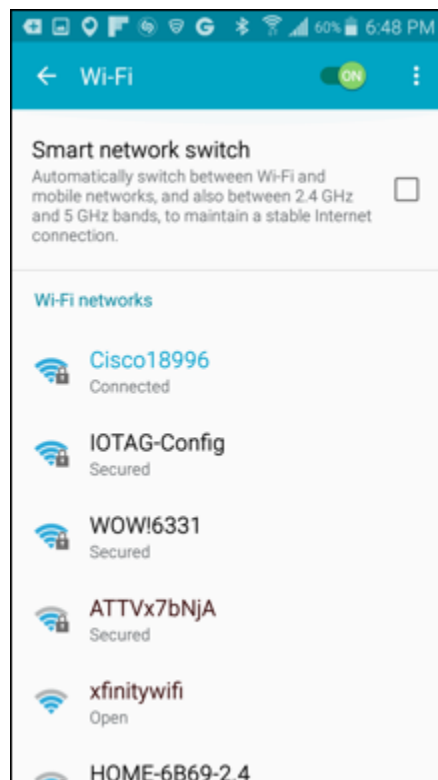 60% 6:48 PM
Wi-Fi ON
Smart network switch
Automatically switch between Wi-Fi and
mobile networks, and also between 2.4 GHz
and 5 GHz bands, to maintain a stable Internet
connection.
Wi-Fi networks
Cisco18996
Connected
IOTAG-Config
Secured
WOW!6331
Secured
ATTVx7bNjA
Secured
xfinitywifi
Open
HOME-6B69-2.4